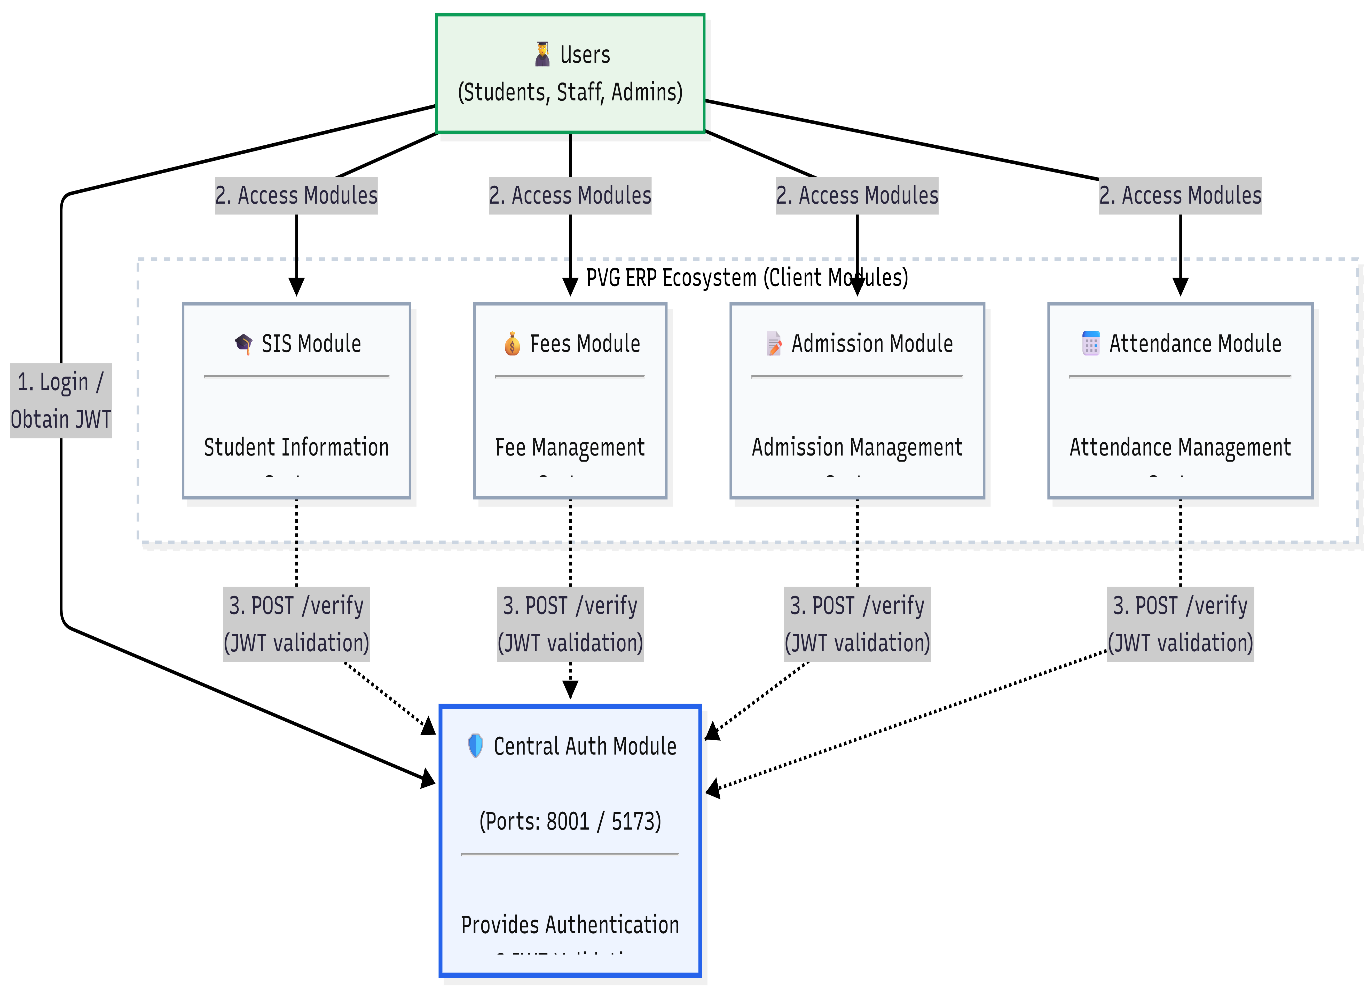 Users
(Students, Staff, Admins)
2. Access Modules
2. Access Modules
2. Access Modules
2. Access Modules
PVG ERP Ecosystem (Client Modules)
SIS Module
Student Information
Fees Module
Fee Management
Admission Module
Admission Management
Attendance Module
Attendance Management
1. Login /
Obtain JWT
3. POST /verify
(JWT validation)
3. POST /verify
(JWT validation)
3. POST /verify
(JWT validation)
3. POST /verify
(JWT validation)
Central Auth Module
(Ports: 8001 / 5173)
Provides Authentication